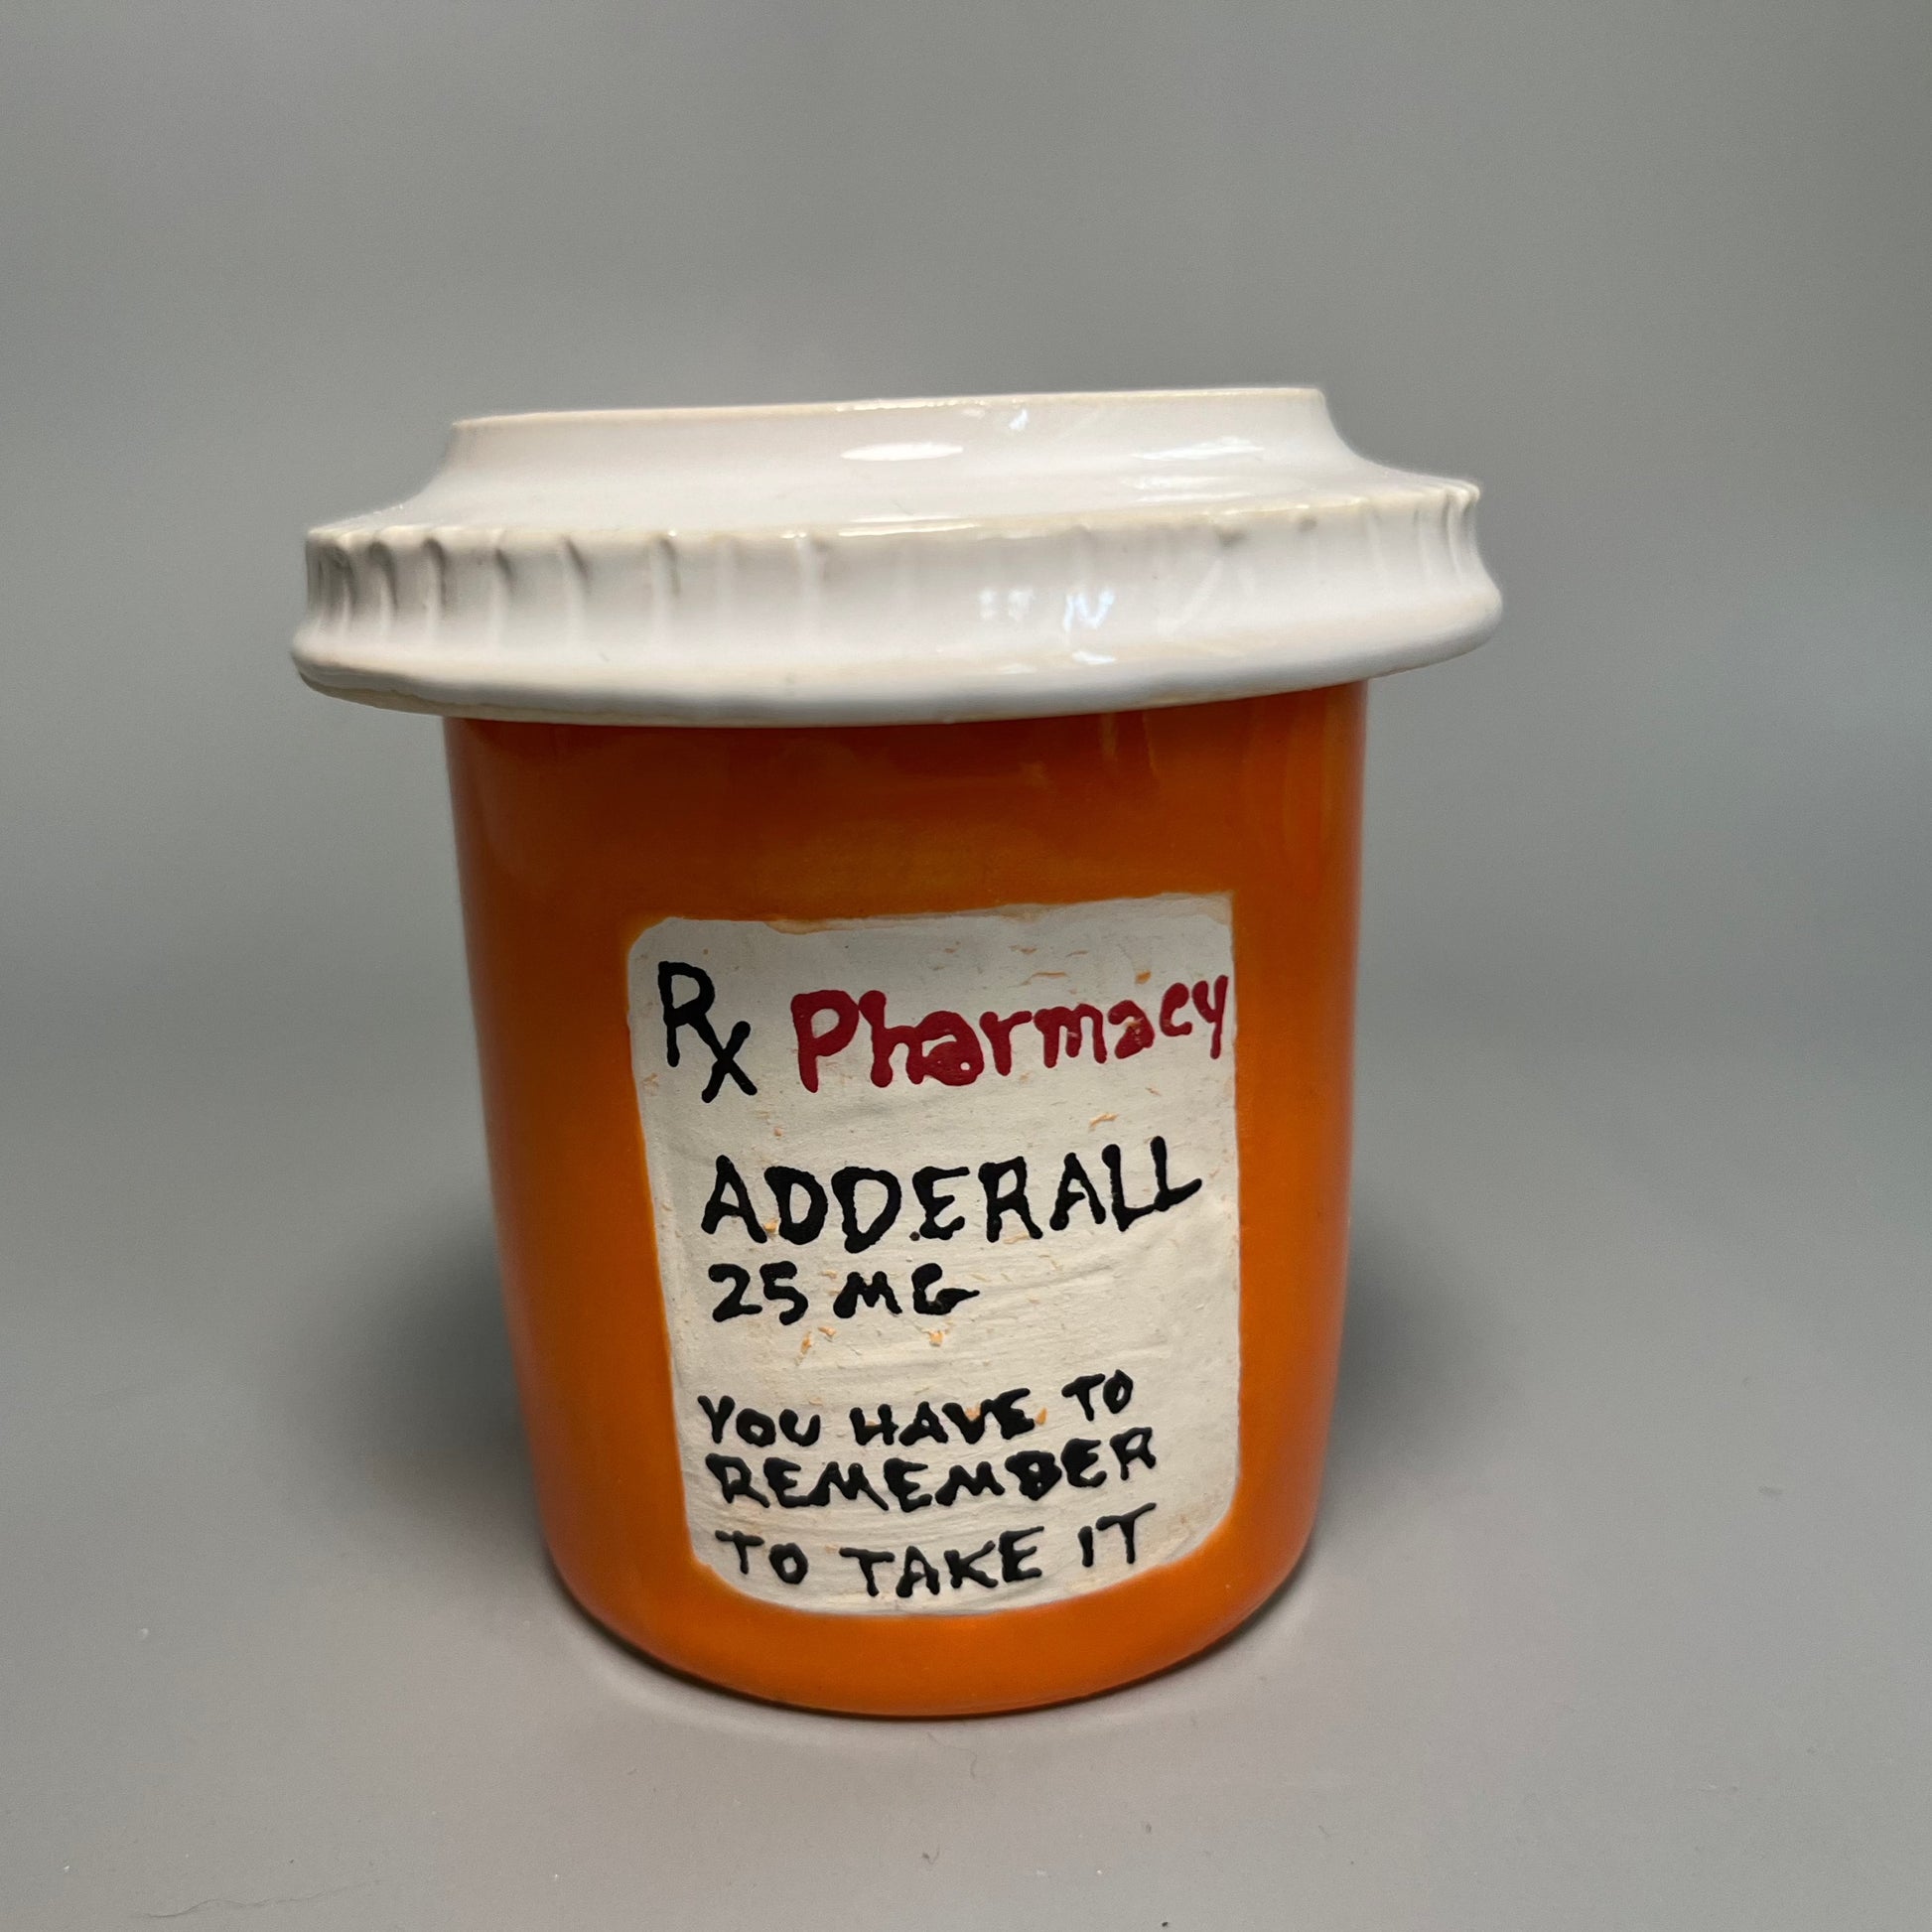 Rx Pharmacy
ADDERALL
25 MG
YOU HAVE TO
REMEMBER
TO TAKE IT